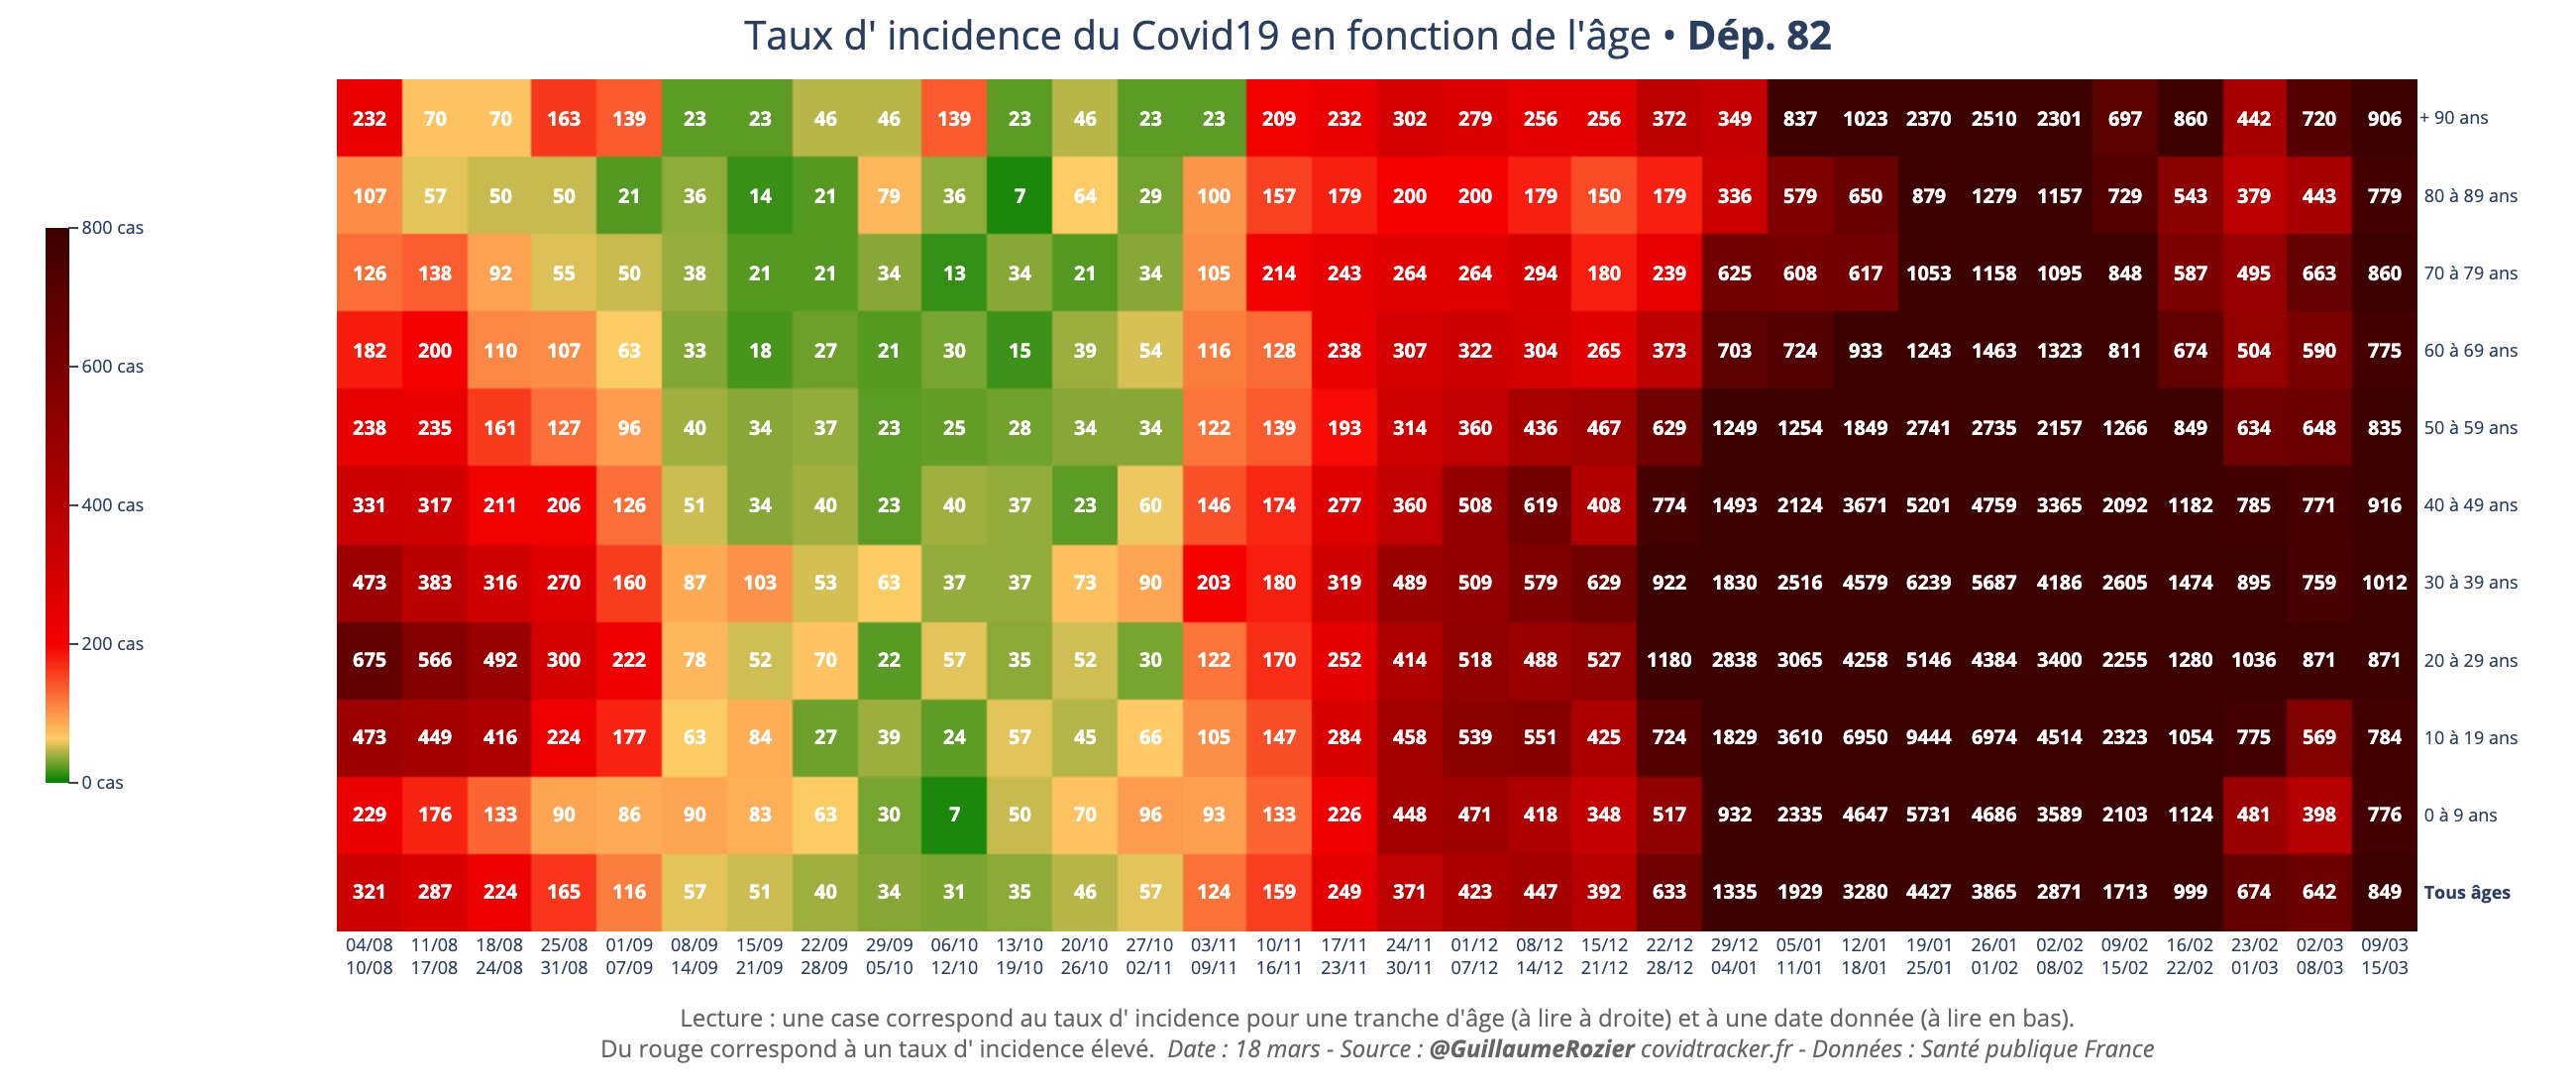 Taux d' incidence du Covid19 en fonction de l'âge • Dép. 82
232 70 70 163 139 23 23 46 46 139 23 46 23 23 209 232 302 279 256 256 372 349 837 1023 2370 2510 2301 697 860 442 720 906 + 90 ans
107 57 50 50 21 36 14 21 79 36 7 64 29 100 157 179 200 200 179 150 179 336 579 650 879 1279 1157 729 543 379 443 779 80 à 89 ans
800 cas
126 138 92 55 50 38 21 21 34 13 34 21 34 105 214 243 264 264 294 180 239 625 608 617 1053 1158 1095 848 587 495 663 860 70 à 79 ans
182 200 110 107 63 33 18 27 21 30 15 39 54 116 128 238 307 322 304 265 373 703 724 933 1243 1463 1323 811 674 504 590 775 60 à 69 ans
600 cas
238 235 161 127 96 40 34 37 23 25 28 34 34 122 139 193 314 360 436 467 629 1249 1254 1849 2741 2735 2157 1266 849 634 648 835 50 à 59 ans
400 cas
331 317 211 206 126 51 34 40 23 40 37 23 60 146 174 277 360 508 619 408 774 1493 2124 3671 5201 4759 3365 2092 1182 785 771 916 40 à 49 ans
473 383 316 270 160 87 103 53 63 37 37 73 90 203 180 319 489 509 579 629 922 1830 2516 4579 6239 5687 4186 2605 1474 895 759 1012 30 à 39 ans
200 cas
675 566 492 300 222 78 52 70 22 57 35 52 30 122 170 252 414 518 488 527 1180 2838 3065 4258 5146 4384 3400 2255 1280 1036 871 871 20 à 29 ans
473 449 416 224 177 63 84 27 39 24 57 45 66 105 147 284 458 539 551 425 724 1829 3610 6950 9444 6974 4514 2323 1054 775 569 784 10 à 19 ans
0 cas
229 176 133 90 86 90 83 63 30 7 50 70 96 93 133 226 448 471 418 348 517 932 2335 4647 5731 4686 3589 2103 1124 481 398 776 0 à 9 ans
321 287 224 165 116 57 51 40 34 31 35 46 57 124 159 249 371 423 447 392 633 1335 1929 3280 4427 3865 2871 1713 999 674 642 849 Tous âges
04/08 11/08 18/08 25/08 01/09 08/09 15/09 22/09 29/09 06/10 13/10 20/10 27/10 03/11 10/11 17/11 24/11 01/12 08/12 15/12 22/12 29/12 05/01 12/01 19/01 26/01 02/02 09/02 16/02 23/02 02/03 09/03
10/08 17/08 24/08 31/08 07/09 14/09 21/09 28/09 05/10 12/10 19/10 26/10 02/11 09/11 16/11 23/11 30/11 07/12 14/12 21/12 28/12 04/01 11/01 18/01 25/01 01/02 08/02 15/02 22/02 01/03 08/03 15/03
Lecture : une case correspond au taux d' incidence pour une tranche d'âge (à lire à droite) et à une date donnée (à lire en bas).
Du rouge correspond à un taux d' incidence élevé. Date : 18 mars - Source : @GuillaumeRozier covidtracker.fr - Données : Santé publique France